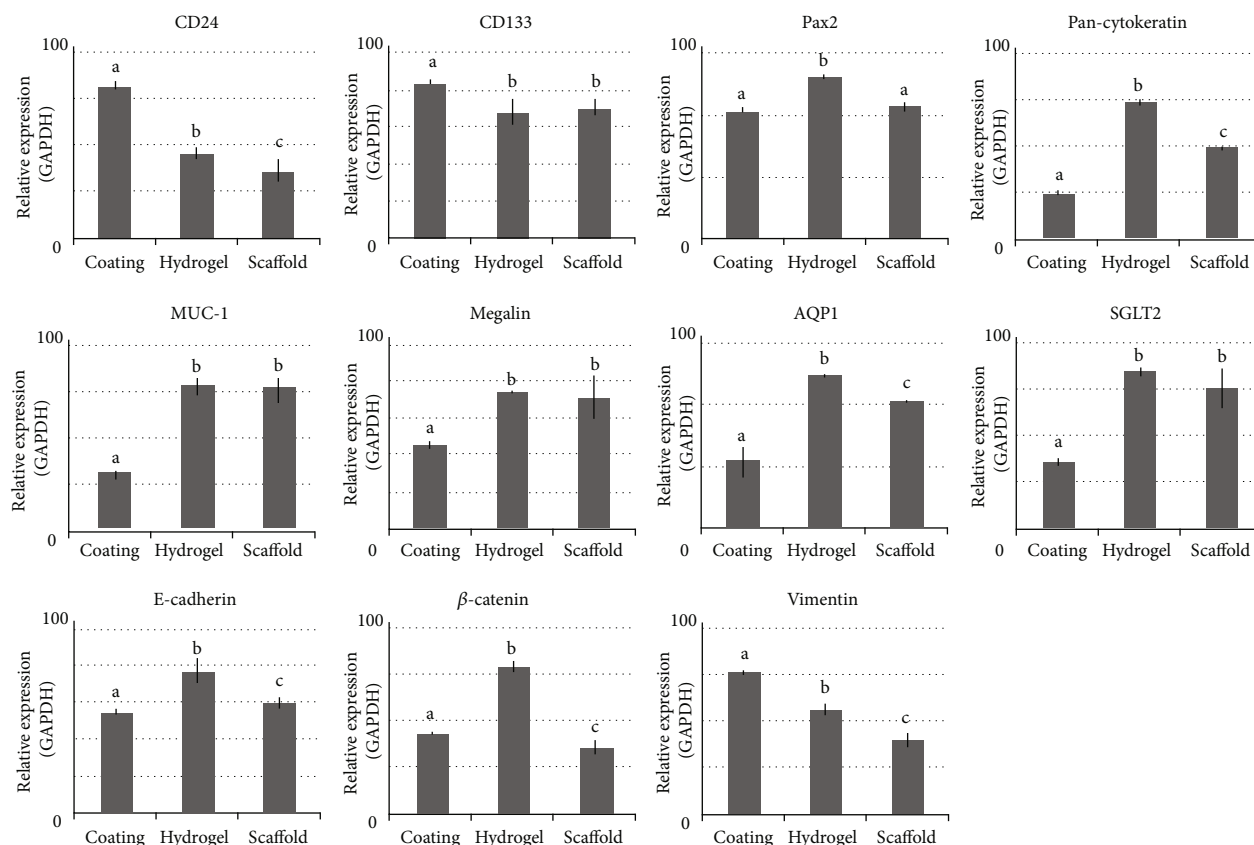 CD24
100
Relative expression
(GAPDH)
a
b
c
0
Coating Hydrogel Scaffold
CD133
100
Relative expression
(GAPDH)
a
b
b
0
Coating Hydrogel Scaffold
Pax2
100
Relative expression
(GAPDH)
a
b
a
0
Coating Hydrogel Scaffold
Pan-cytokeratin
100
Relative expression
(GAPDH)
a
b
c
0
Coating Hydrogel Scaffold
MUC-1
100
Relative expression
(GAPDH)
a
b
b
0
Coating Hydrogel Scaffold
Megalin
100
Relative expression
(GAPDH)
a
b
b
0
Coating Hydrogel Scaffold
AQP1
100
Relative expression
(GAPDH)
a
b
c
0
Coating Hydrogel Scaffold
SGLT2
100
Relative expression
(GAPDH)
a
b
b
0
Coating Hydrogel Scaffold
E-cadherin
100
Relative expression
(GAPDH)
a
b
c
0
Coating Hydrogel Scaffold
β-catenin
100
Relative expression
(GAPDH)
a
b
c
0
Coating Hydrogel Scaffold
Vimentin
100
Relative expression
(GAPDH)
a
b
c
0
Coating Hydrogel Scaffold